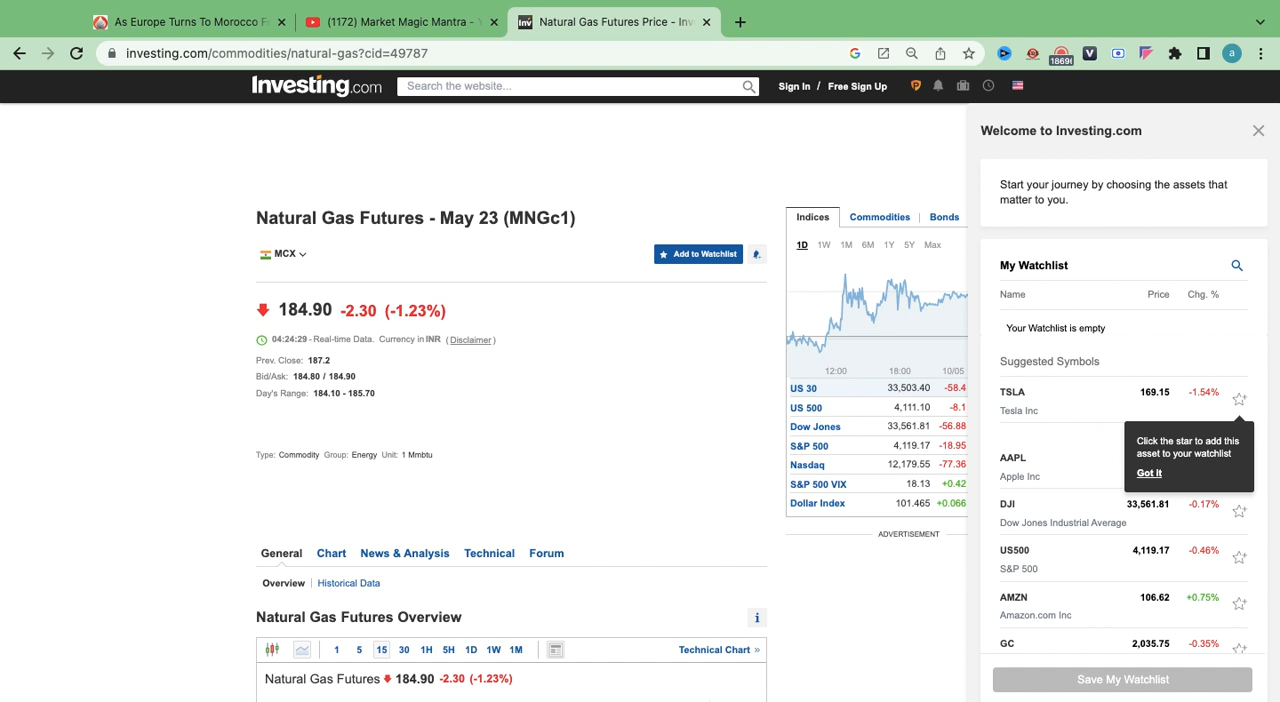 As Europe Turns To Morocco F
(1172) Market Magic Mantra - Y
Natural Gas Futures Price - Inv
investing.com/commodities/natural-gas?cid=49787
1869(
a
Investing.com
Search the website...
Sign In / Free Sign Up
Welcome to Investing.com
Start your journey by choosing the assets that
matter to you.
Natural Gas Futures - May 23 (MNGc1)
MCX
Add to Watchlist
184.90 -2.30 (-1.23%)
04:24:29 - Real-time Data. Currency in INR ( Disclaimer )
Prev. Close: 187.2
Bid/Ask: 184.80 / 184.90
Day's Range: 184.10 - 185.70
Type: Commodity Group: Energy Unit: 1 Mmbtu
General Chart News & Analysis Technical Forum
Overview | Historical Data
Natural Gas Futures Overview
1 5 15 30 1H 5H 1D 1W 1M
Technical Chart »
Natural Gas Futures 184.90 -2.30 (-1.23%)
Indices Commodities | Bonds
1D 1W 1M 6M 1Y 5Y Max
12:00 18:00 10/05
US 30 33,503.40 -58.4
US 500 4,111.10 -8.1
Dow Jones 33,561.81 -56.88
S&P 500 4,119.17 -18.95
Nasdaq 12,179.55 -77.36
S&P 500 VIX 18.13 +0.42
Dollar Index 101.465 +0.066
ADVERTISEMENT
My Watchlist
Name Price Chg. %
Your Watchlist is empty
Suggested Symbols
TSLA 169.15 -1.54%
Tesla Inc
Click the star to add this
asset to your watchlist
Got it
AAPL
Apple Inc
DJI 33,561.81 -0.17%
Dow Jones Industrial Average
US500 4,119.17 -0.46%
S&P 500
AMZN 106.62 +0.75%
Amazon.com Inc
GC 2,035.75 -0.35%
Save My Watchlist